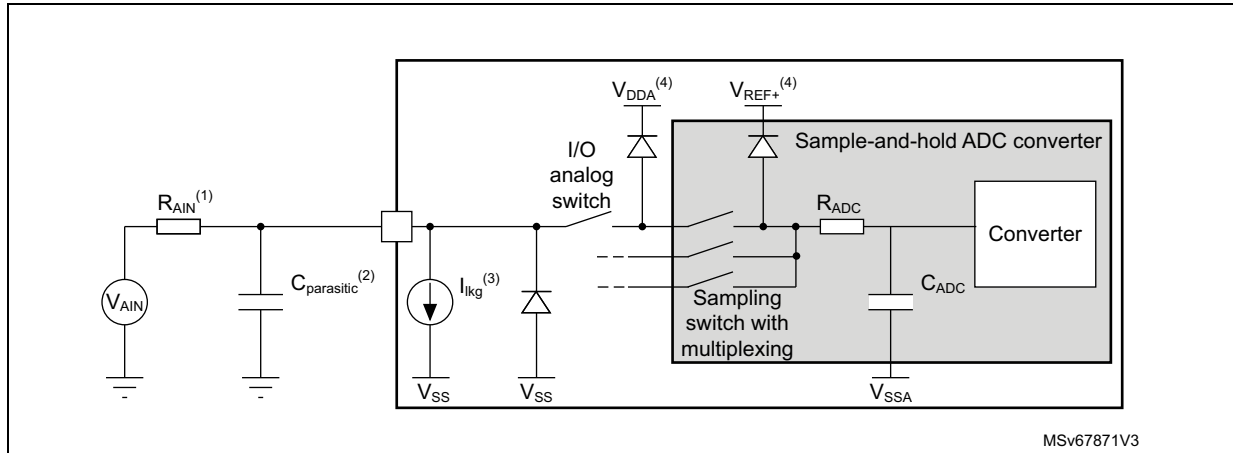 V_DDA^(4)
V_REF+^(4)
Sample-and-hold ADC converter
I/O
analog
switch
R_AIN^(1)
R_ADC
Converter
C_parasitic^(2)
I_lkg^(3)
C_ADC
V_AIN
Sampling
switch with
multiplexing
V_SS
V_SS
V_SSA
MSv67871V3